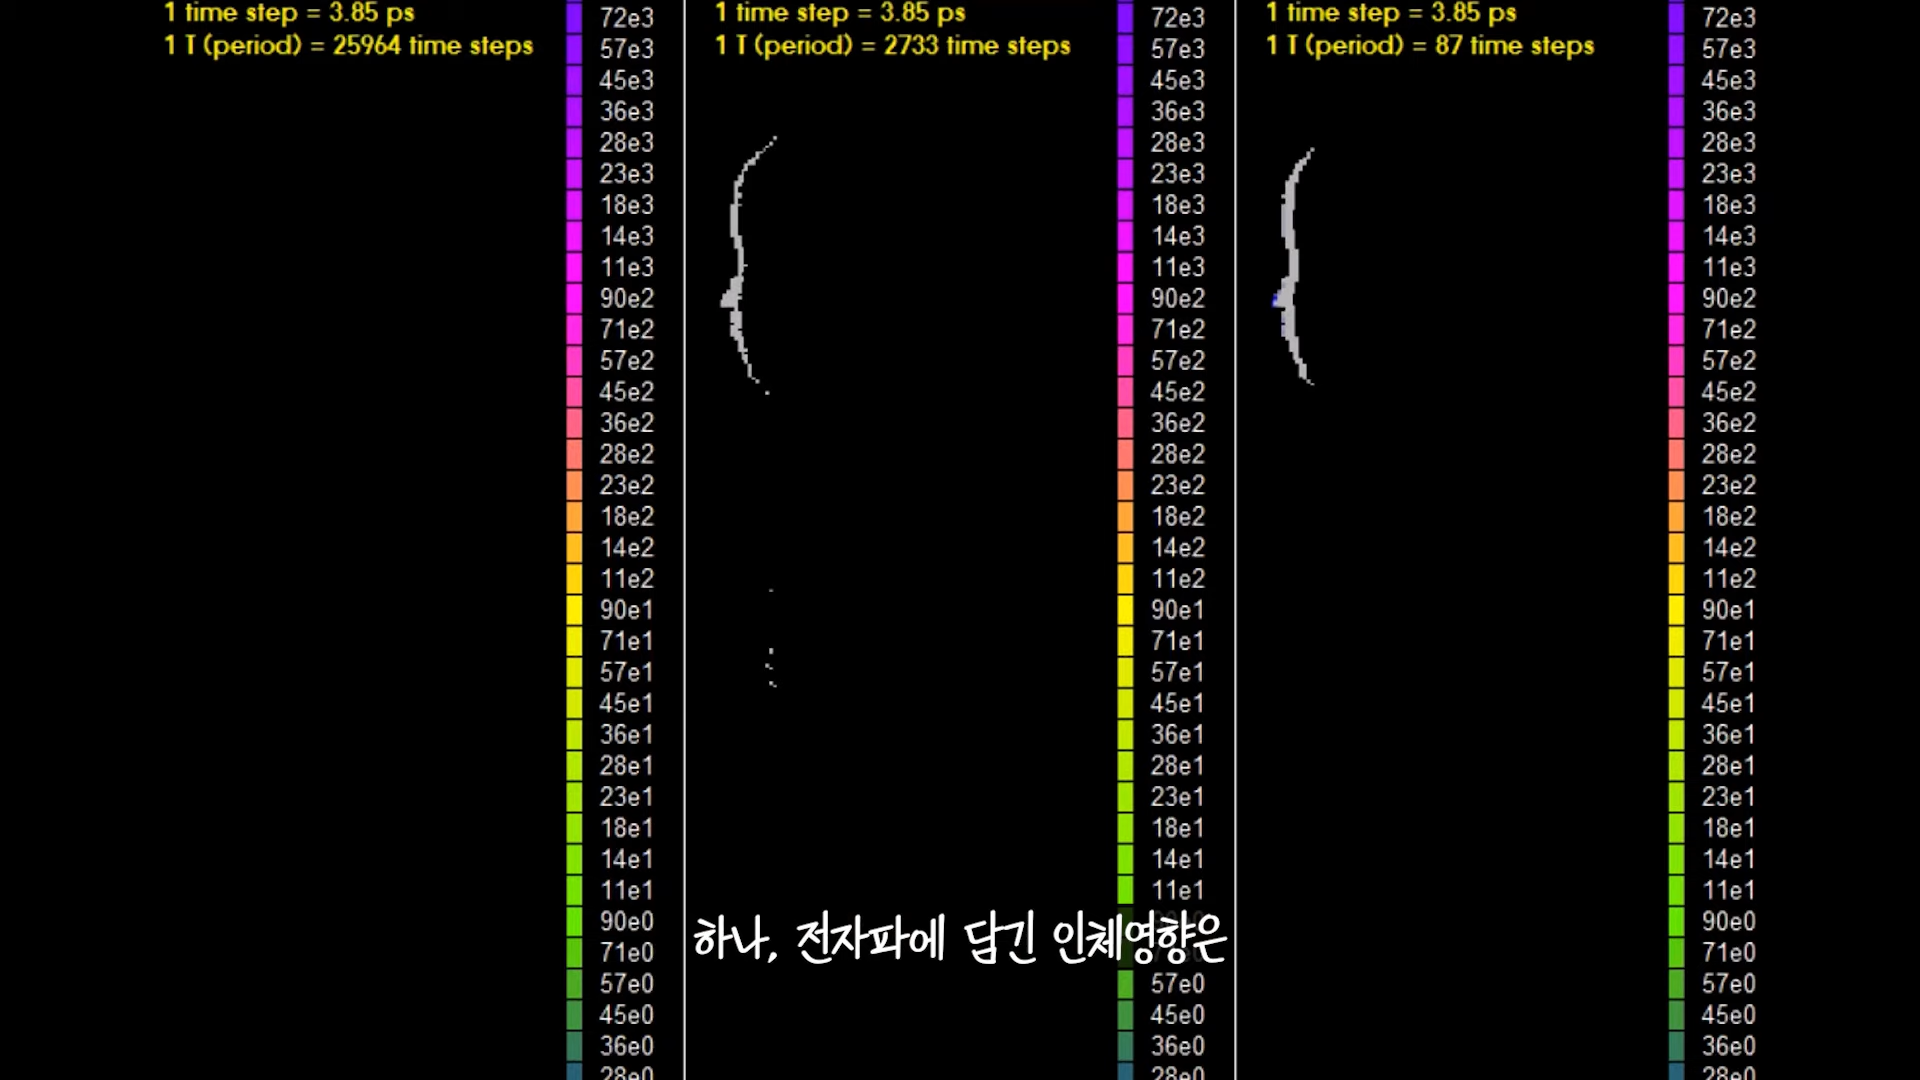 1 time step = 3.85 ps
1 T (period) = 25964 time steps
72e3
57e3
45e3
36e3
28e3
23e3
18e3
14e3
11e3
90e2
71e2
57e2
45e2
36e2
28e2
23e2
18e2
14e2
11e2
90e1
71e1
57e1
45e1
36e1
28e1
23e1
18e1
14e1
11e1
90e0
71e0
57e0
45e0
36e0
28e0
1 time step = 3.85 ps
1 T (period) = 2733 time steps
72e3
57e3
45e3
36e3
28e3
23e3
18e3
14e3
11e3
90e2
71e2
57e2
45e2
36e2
28e2
23e2
18e2
14e2
11e2
90e1
71e1
57e1
45e1
36e1
28e1
23e1
18e1
14e1
11e1
57e0
45e0
36e0
28e0
1 time step = 3.85 ps
1 T (period) = 87 time steps
72e3
57e3
45e3
36e3
28e3
23e3
18e3
14e3
11e3
90e2
71e2
57e2
45e2
36e2
28e2
23e2
18e2
14e2
11e2
90e1
71e1
57e1
45e1
36e1
28e1
23e1
18e1
14e1
11e1
90e0
71e0
57e0
45e0
36e0
28e0
하나, 전자파에 담긴 인체영향은